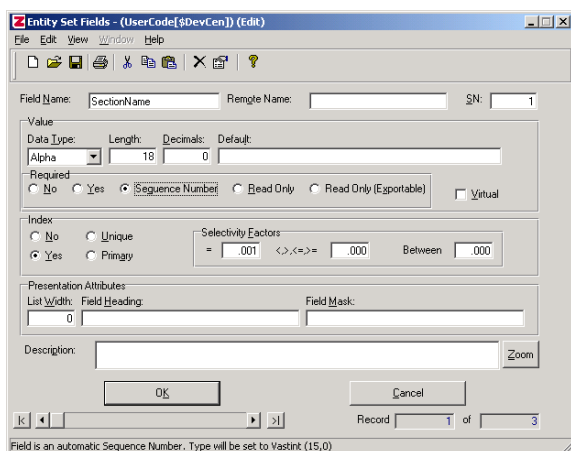 Z Entity Set Fields - (UserCode[$DevCen]) (Edit)
File Edit View Window Help
Field Name: SectionName Remote Name: SN: 1
Value
Data Type: Length: Decimals: Default:
Alpha 18 0
Required
No Yes Sequence Number Read Only Read Only (Exportable) Virtual
Index
No Unique
Yes Primary
Selectivity Factors
= .001 <,>,<=,>= .000 Between .000
Presentation Attributes
List Width: Field Heading: Field Mask:
0
Description: Zoom
OK Cancel
Record 1 of 3
Field is an automatic Sequence Number. Type will be set to Vastint (15,0)